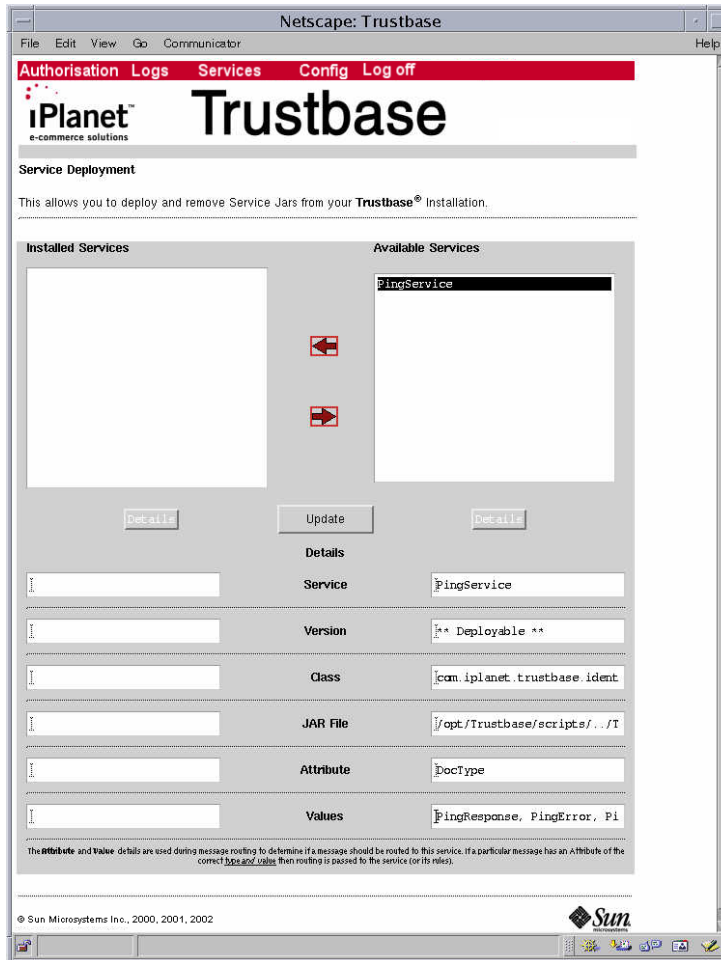 Netscape: Trustbase
File Edit View Go Communicator Help
Authorisation Logs Services Config Log off
iPlanet™
e-commerce solutions
Trustbase
Service Deployment
This allows you to deploy and remove Service Jars from your Trustbase® Installation.
Installed Services Available Services
PingService
Details Update Details
Details
Service PingService
Version ** Deployable **
Class com.iplanet.trustbase.ident
JAR File /opt/Trustbase/scripts/../T
Attribute DocType
Values PingResponse, PingError, Pi
The Attribute and Value details are used during message routing to determine if a message should be routed to this service. If a particular message has an Attribute of the
correct type and value then routing is passed to the service (or its rules).
© Sun Microsystems Inc., 2000, 2001, 2002
Sun
microsystems